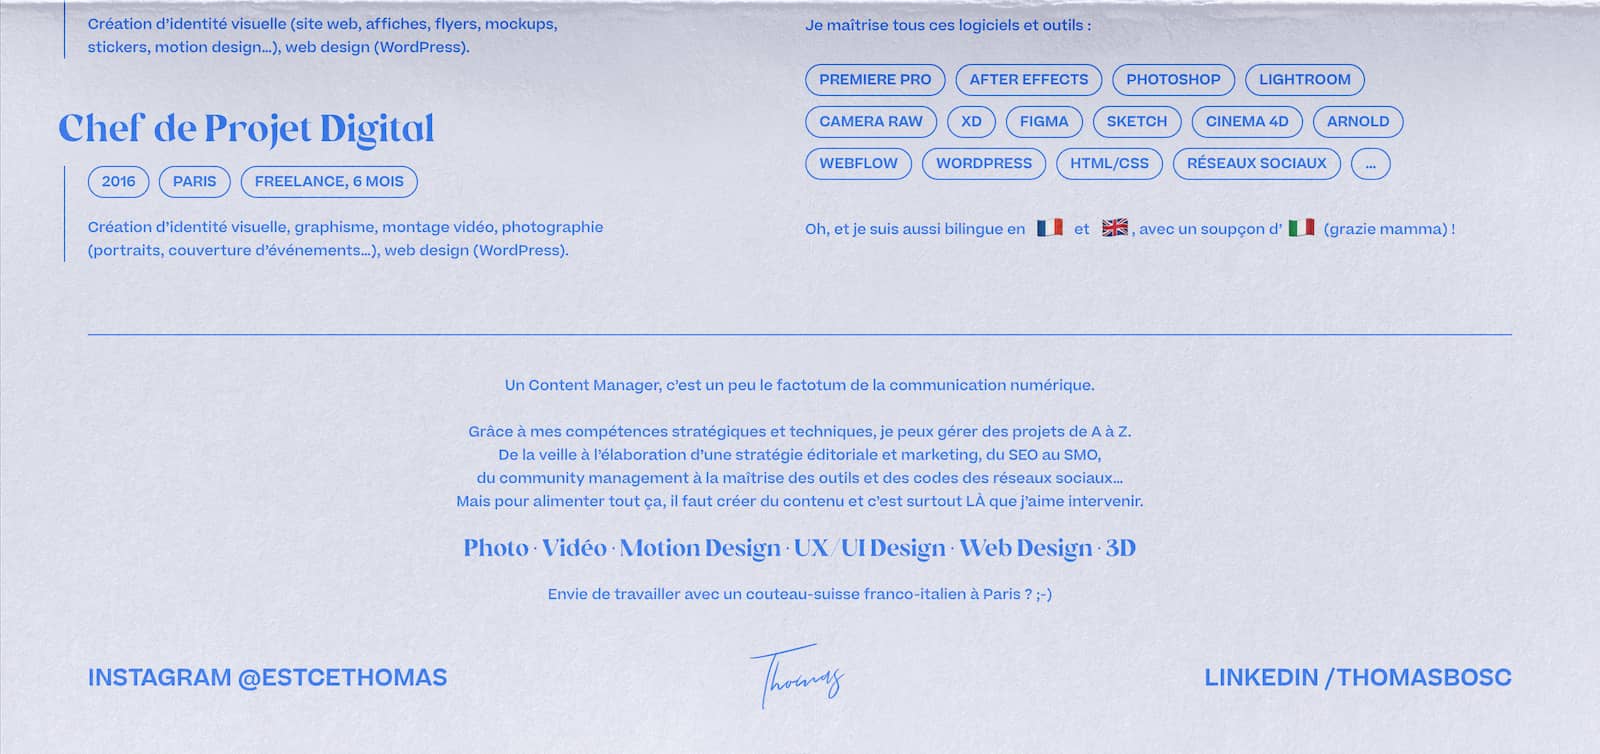 Création d’identité visuelle (site web, affiches, flyers, mockups,
stickers, motion design…), web design (WordPress).
Chef de Projet Digital
2016 PARIS FREELANCE, 6 MOIS
Création d’identité visuelle, graphisme, montage vidéo, photographie
(portraits, couverture d’événements…), web design (WordPress).
Je maîtrise tous ces logiciels et outils :
PREMIERE PRO AFTER EFFECTS PHOTOSHOP LIGHTROOM
CAMERA RAW XD FIGMA SKETCH CINEMA 4D ARNOLD
WEBFLOW WORDPRESS HTML/CSS RÉSEAUX SOCIAUX …
Oh, et je suis aussi bilingue en 🇫🇷 et 🇬🇧, avec un soupçon d’ 🇮🇹 (grazie mamma) !
Un Content Manager, c’est un peu le factotum de la communication numérique.
Grâce à mes compétences stratégiques et techniques, je peux gérer des projets de A à Z.
De la veille à l’élaboration d’une stratégie éditoriale et marketing, du SEO au SMO,
du community management à la maîtrise des outils et des codes des réseaux sociaux…
Mais pour alimenter tout ça, il faut créer du contenu et c’est surtout LÀ que j’aime intervenir.
Photo · Vidéo · Motion Design · UX/UI Design · Web Design · 3D
Envie de travailler avec un couteau-suisse franco-italien à Paris ? ;-)
INSTAGRAM @ESTCETHOMAS
Thomas
LINKEDIN /THOMASBOSC